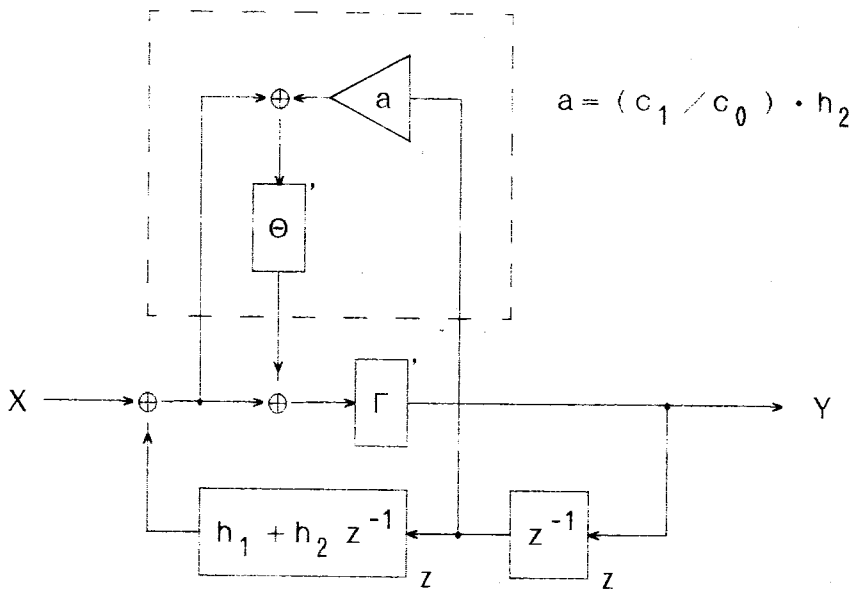 a
a = ( c₁ / c₀ ) · h₂
Θ '
Γ '
X
Y
h₁ + h₂ z⁻¹
z
z⁻¹
z